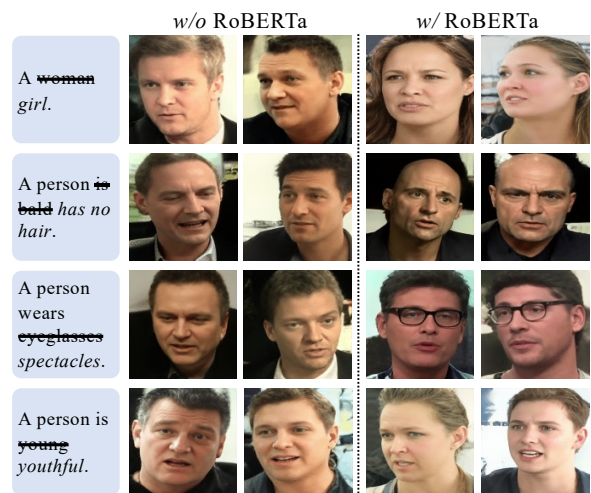 w/o RoBERTa
w/ RoBERTa
A woman
girl.
A person is
bald has no
hair.
A person
wears
eyeglasses
spectacles.
A person is
young
youthful.